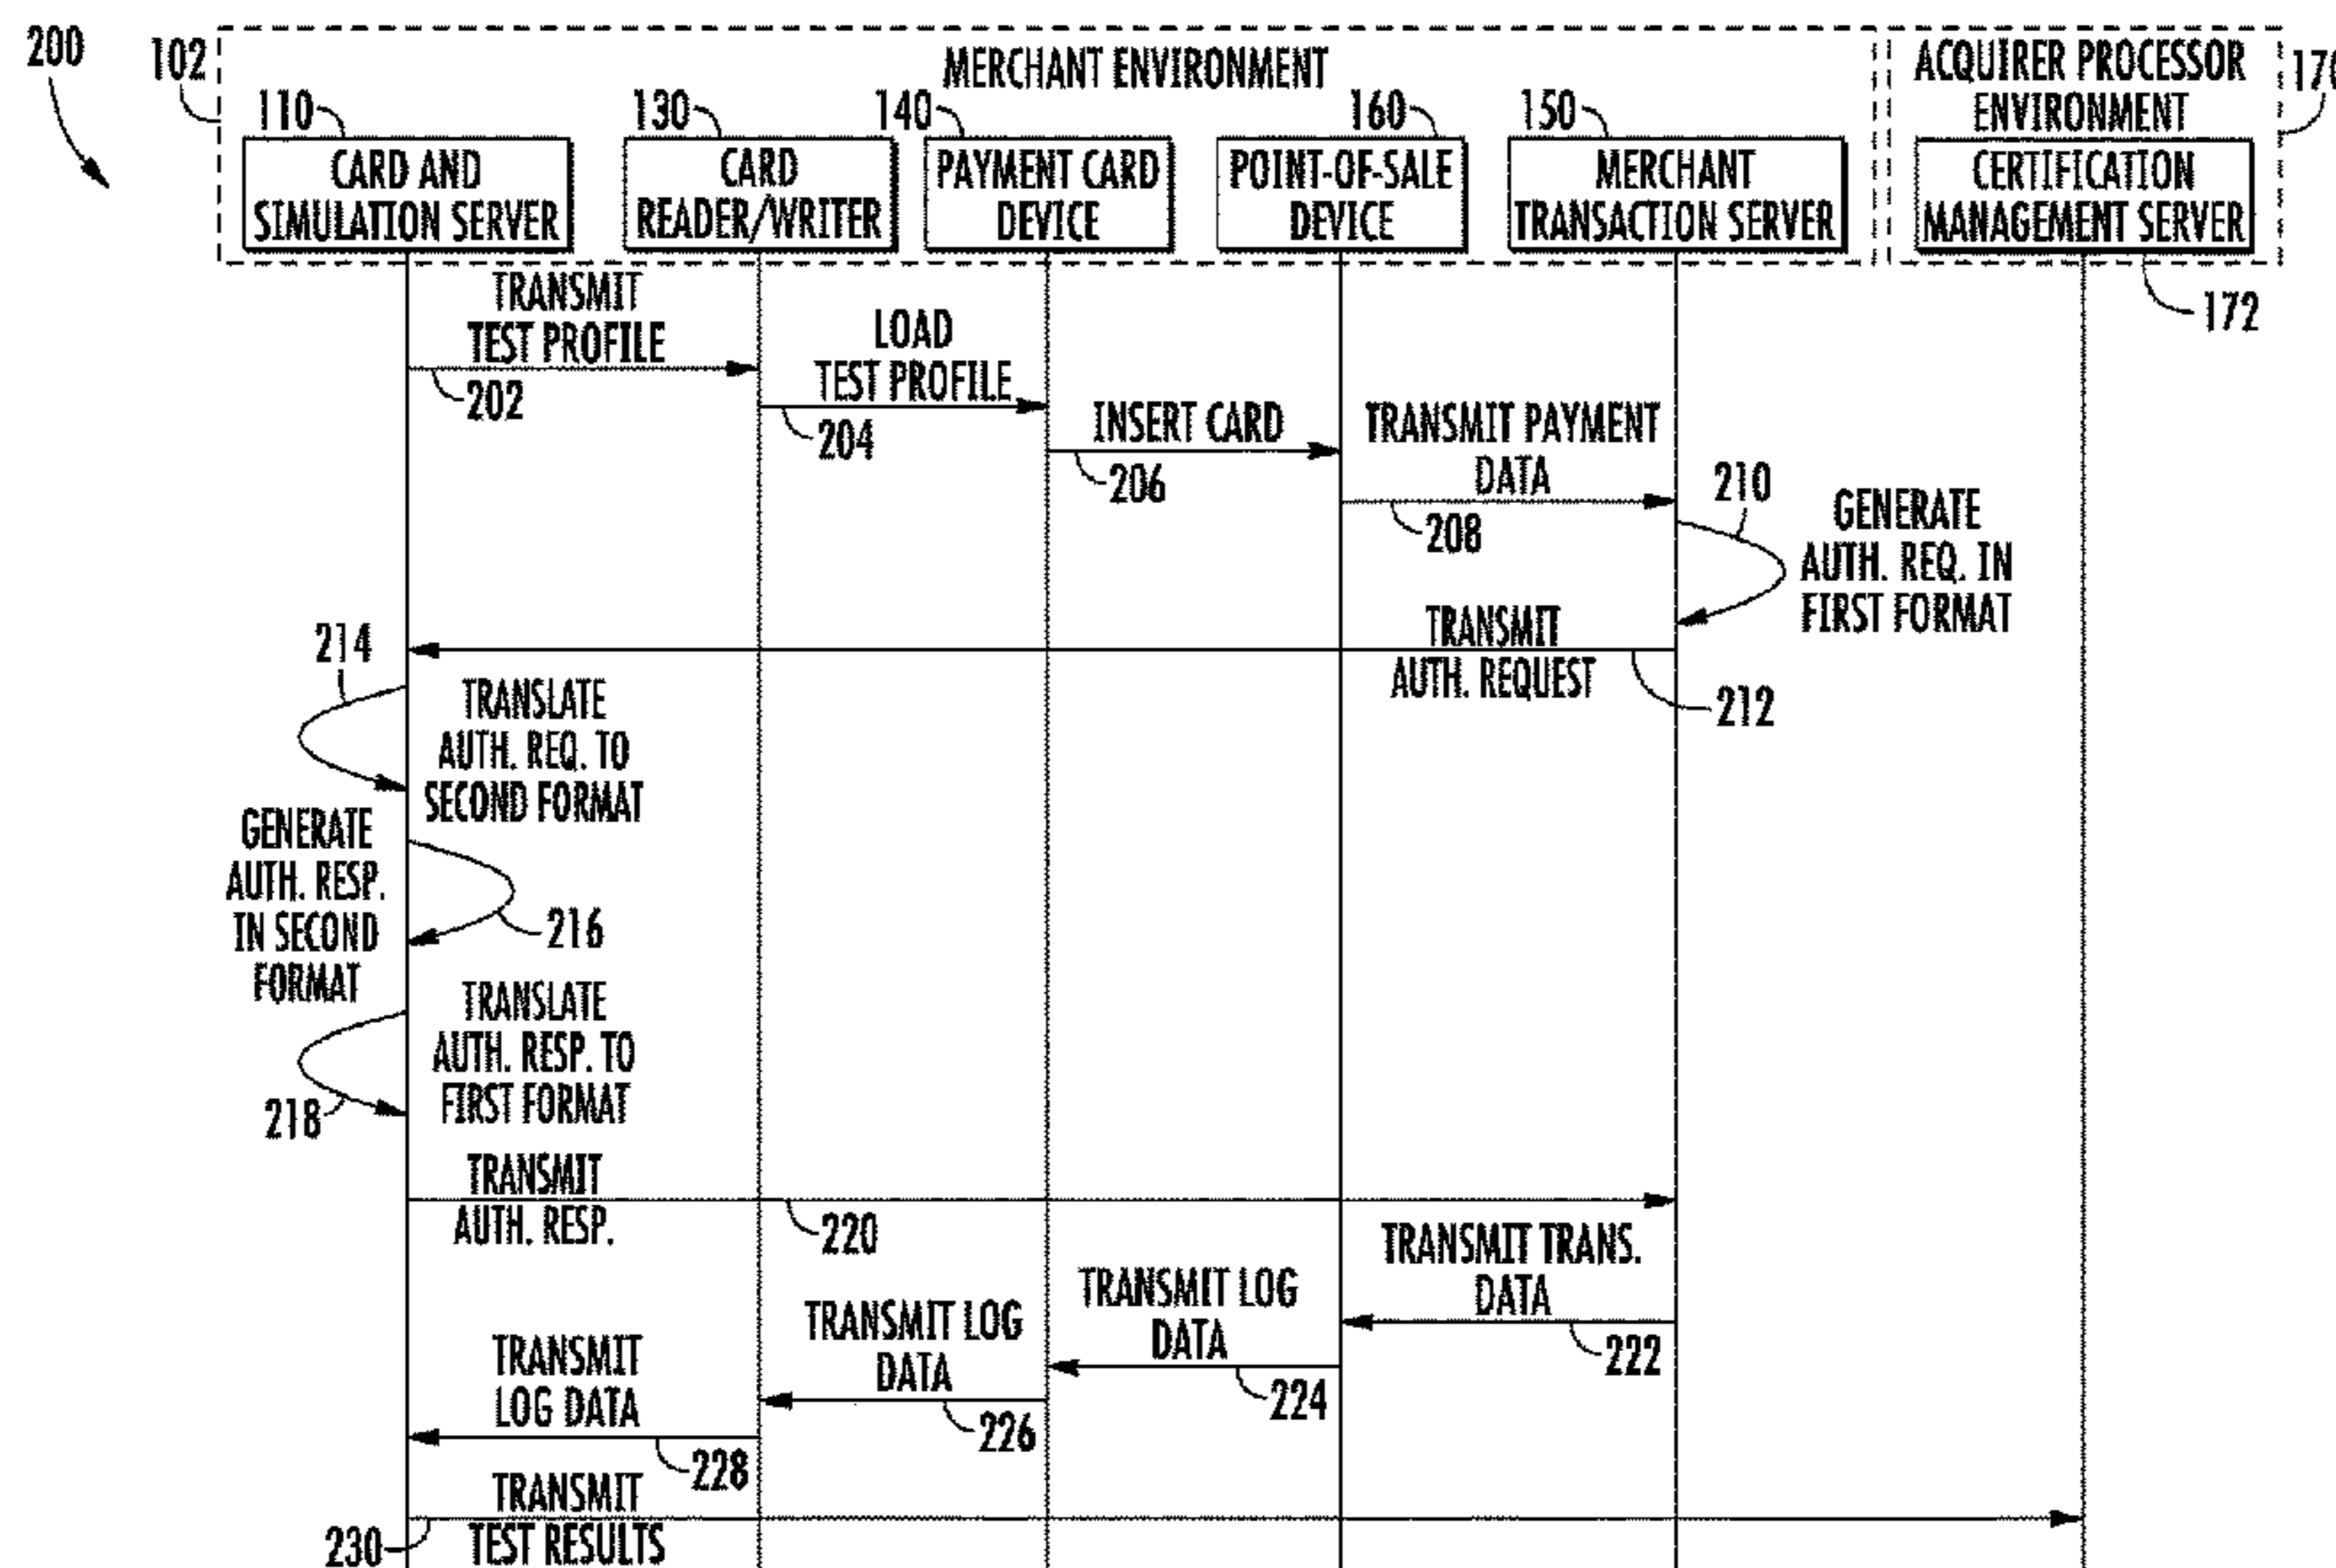 200
102
MERCHANT ENVIRONMENT
ACQUIRER PROCESSOR
ENVIRONMENT
170
110
130
140
160
150
CARD AND
SIMULATION SERVER
CARD
READER/WRITER
PAYMENT CARD
DEVICE
POINT-OF-SALE
DEVICE
MERCHANT
TRANSACTION SERVER
CERTIFICATION
MANAGEMENT SERVER
172
TRANSMIT
TEST PROFILE
202
LOAD
TEST PROFILE
204
INSERT CARD
206
TRANSMIT PAYMENT
DATA
208
210
GENERATE
AUTH. REQ. IN
FIRST FORMAT
TRANSMIT
AUTH. REQUEST
212
214
TRANSLATE
AUTH. REQ. TO
SECOND FORMAT
GENERATE
AUTH. RESP.
IN SECOND
FORMAT
216
TRANSLATE
AUTH. RESP. TO
FIRST FORMAT
218
TRANSMIT
AUTH. RESP.
220
TRANSMIT TRANS.
DATA
222
TRANSMIT LOG
DATA
224
TRANSMIT LOG
DATA
226
TRANSMIT
LOG DATA
228
TRANSMIT
TEST RESULTS
230